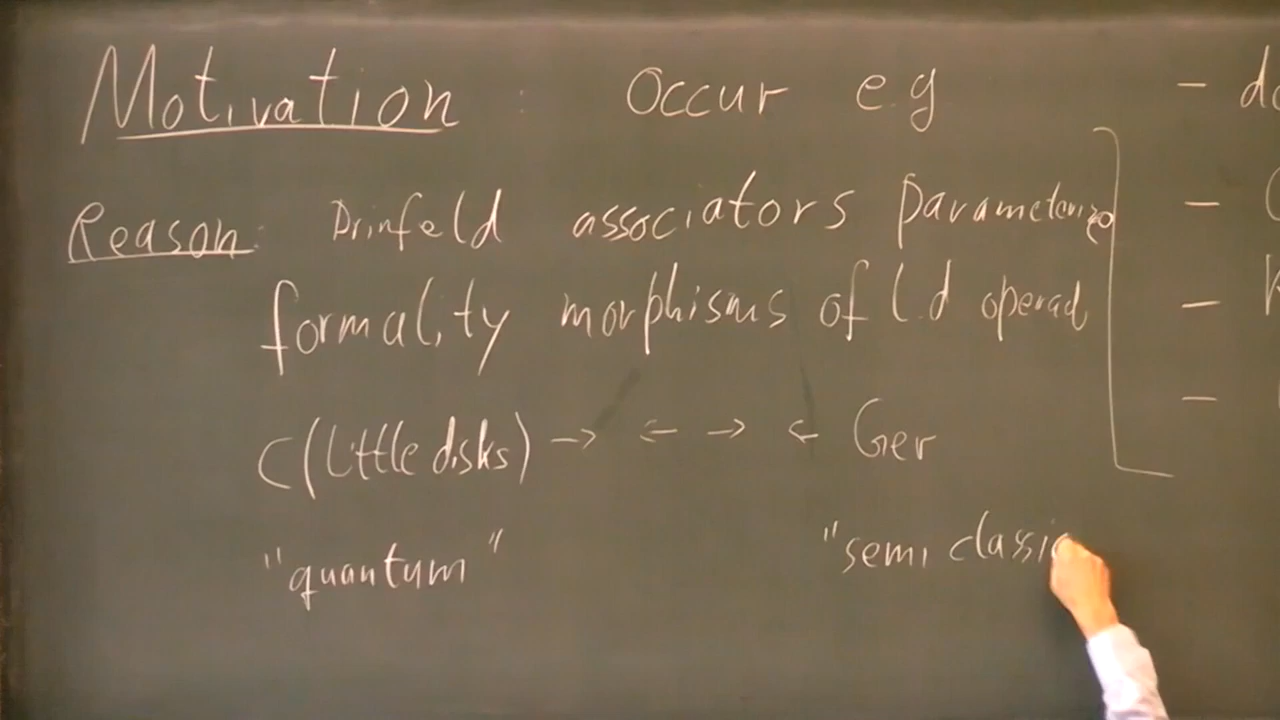 Motivation : Occur e.g
Reason: Drinfeld associators parameterize
formality morphisms of l.d operad
C(Little disks) → ← → ← Ger
"quantum" "semi classic